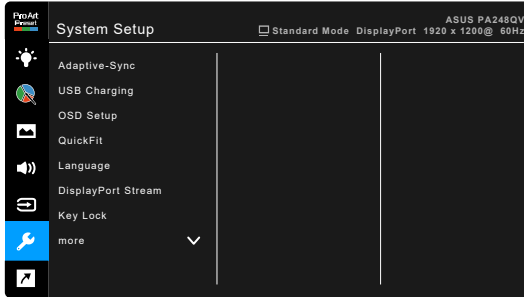 ProArt
Preset
System Setup
ASUS PA248QV
Standard Mode DisplayPort 1920 x 1200@ 60Hz
Adaptive-Sync
USB Charging
OSD Setup
QuickFit
Language
DisplayPort Stream
Key Lock
more